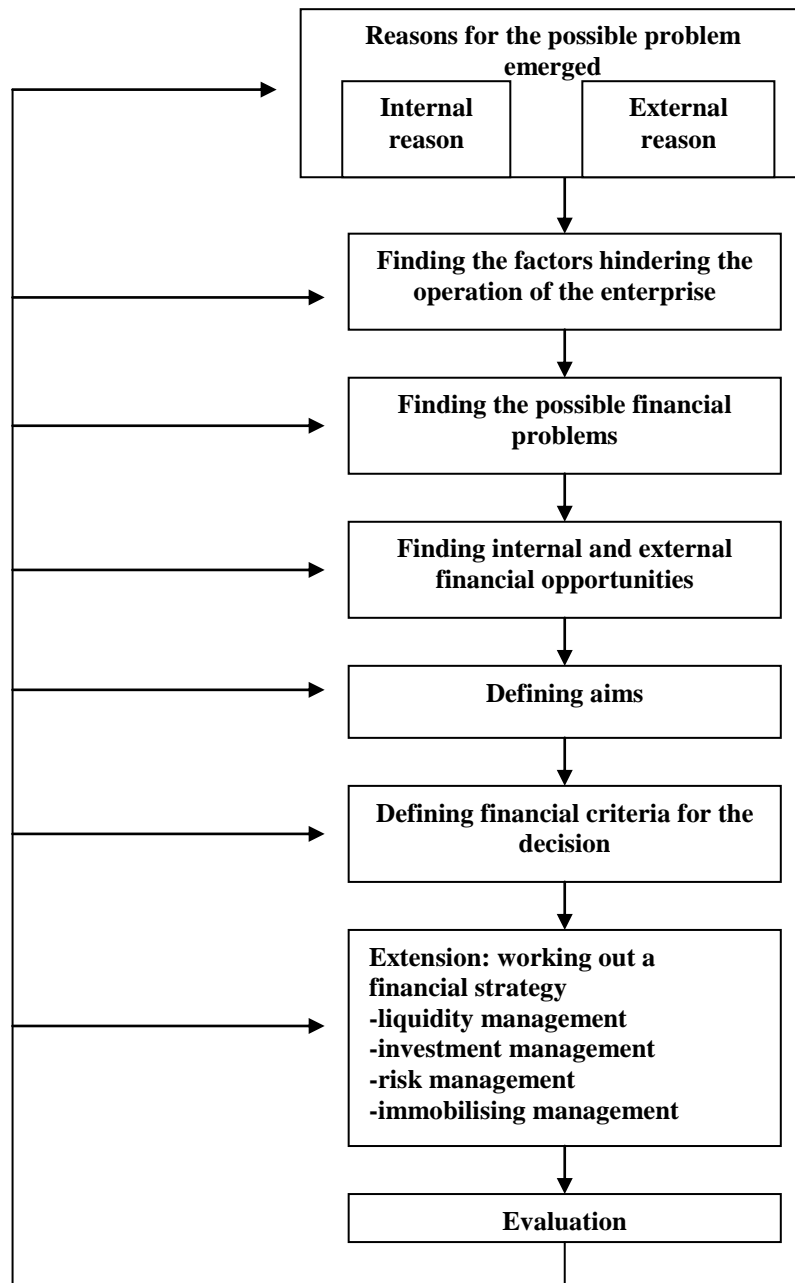 Reasons for the possible problem
emerged
Internal
reason
External
reason
Finding the factors hindering the
operation of the enterprise
Finding the possible financial
problems
Finding internal and external
financial opportunities
Defining aims
Defining financial criteria for the
decision
Extension: working out a
financial strategy
-liquidity management
-investment management
-risk management
-immobilising management
Evaluation